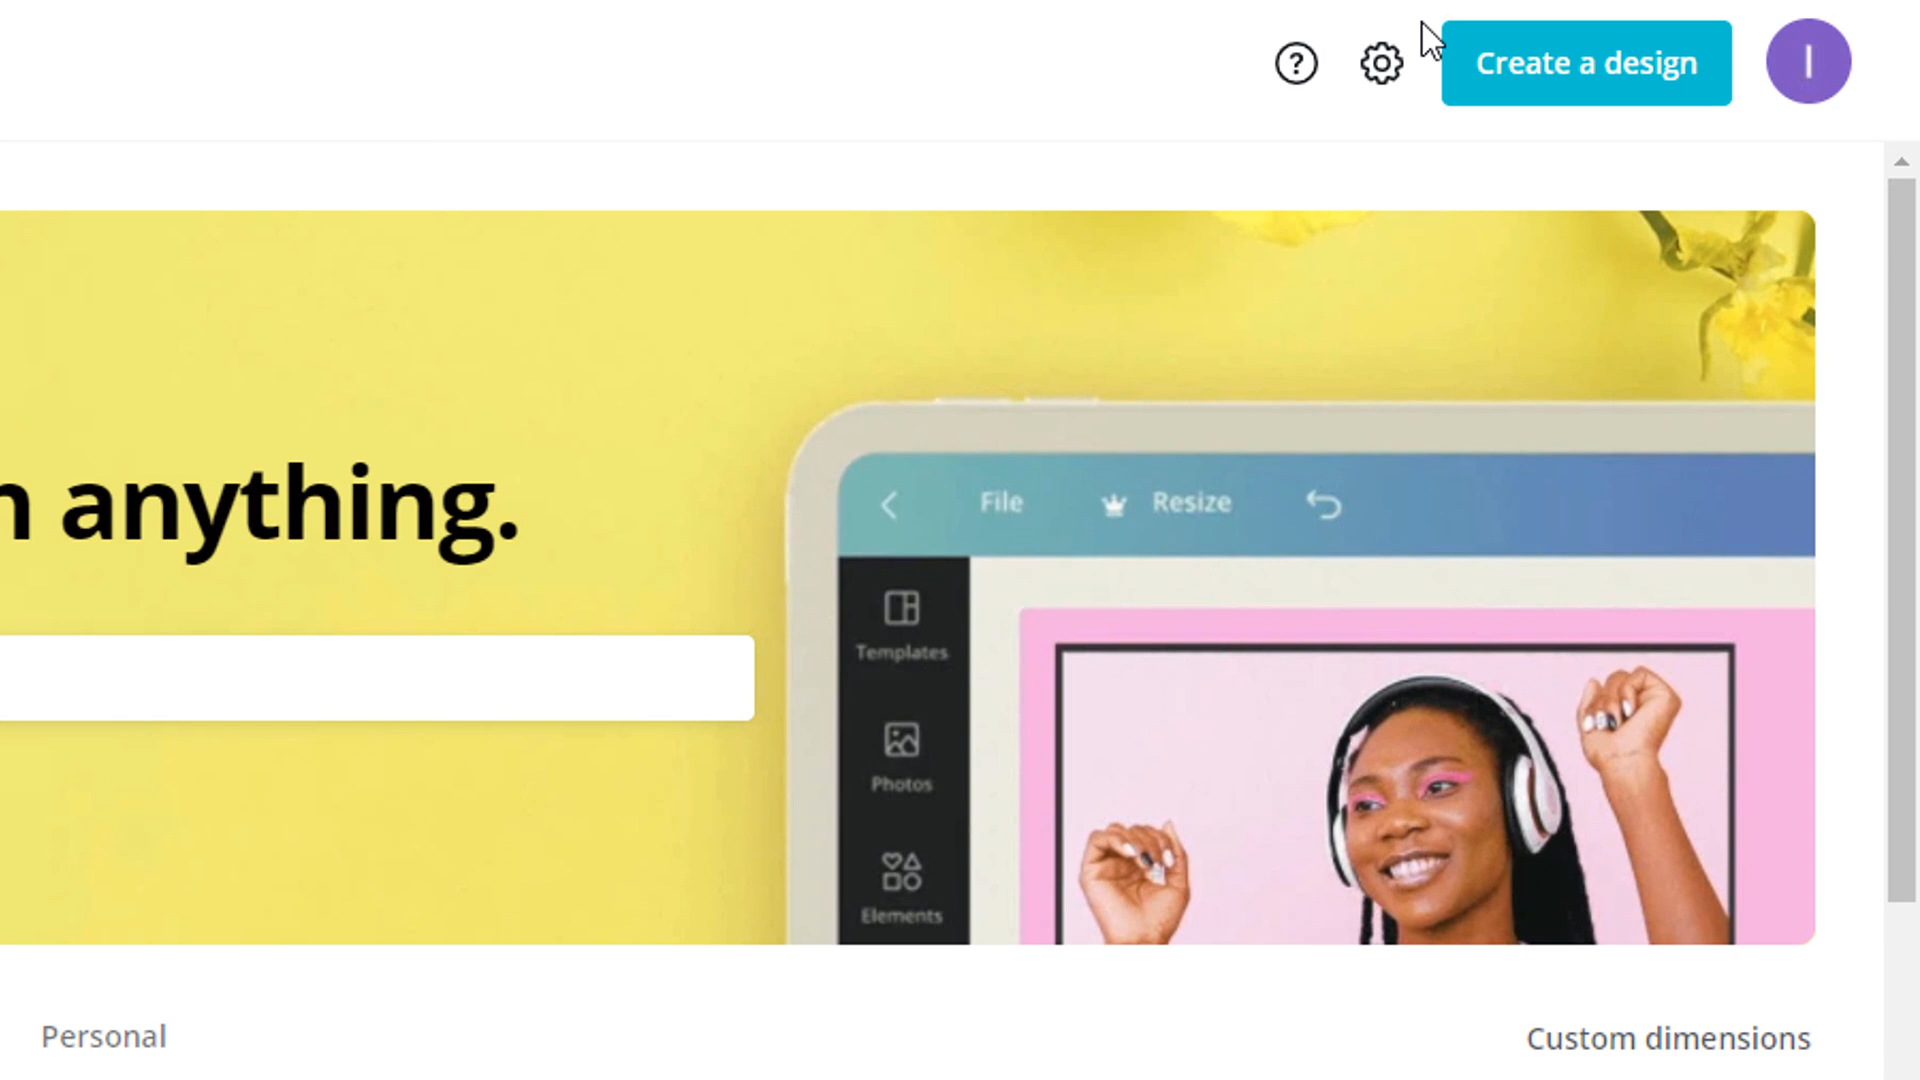 Create a design
I
n anything.
File
Resize
Templates
Photos
Elements
Personal
Custom dimensions